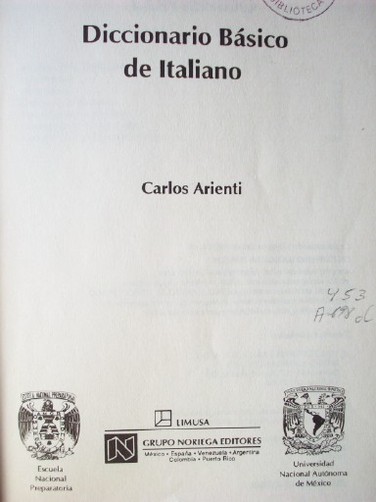 BIBLIOTECA
Diccionario Básico
de Italiano
Carlos Arienti
453
LIMUSA
GRUPO NORIEGA EDITORES
México • España • Venezuela • Argentina
Colombia • Puerto Rico
Escuela
Nacional
Preparatoria
Universidad
Nacional Autónoma
de México